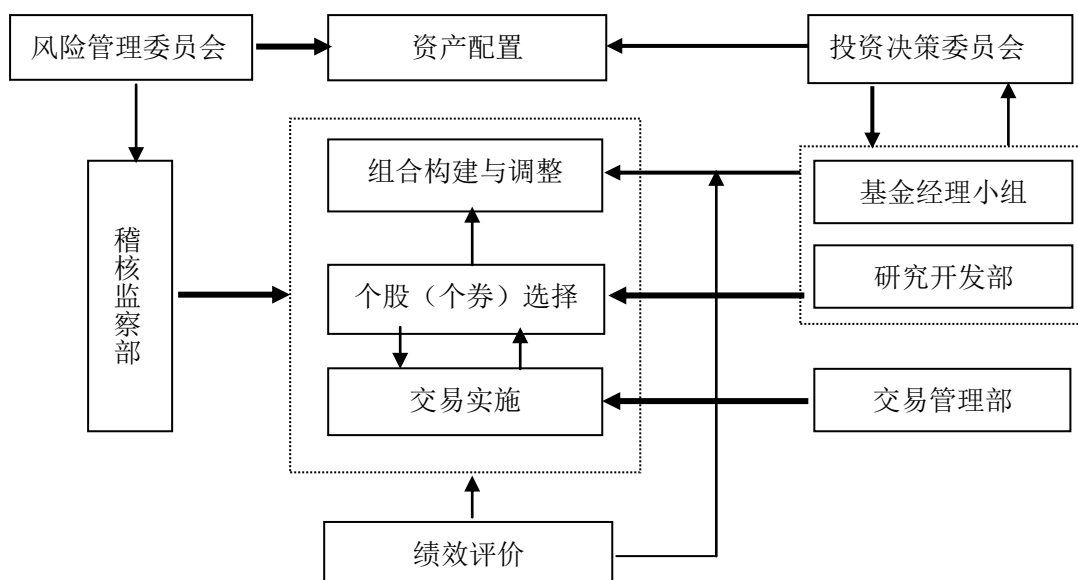 风险管理委员会
资产配置
投资决策委员会
组合构建与调整
基金经理小组
稽核监察部
个股（个券）选择
研究开发部
交易实施
交易管理部
绩效评价